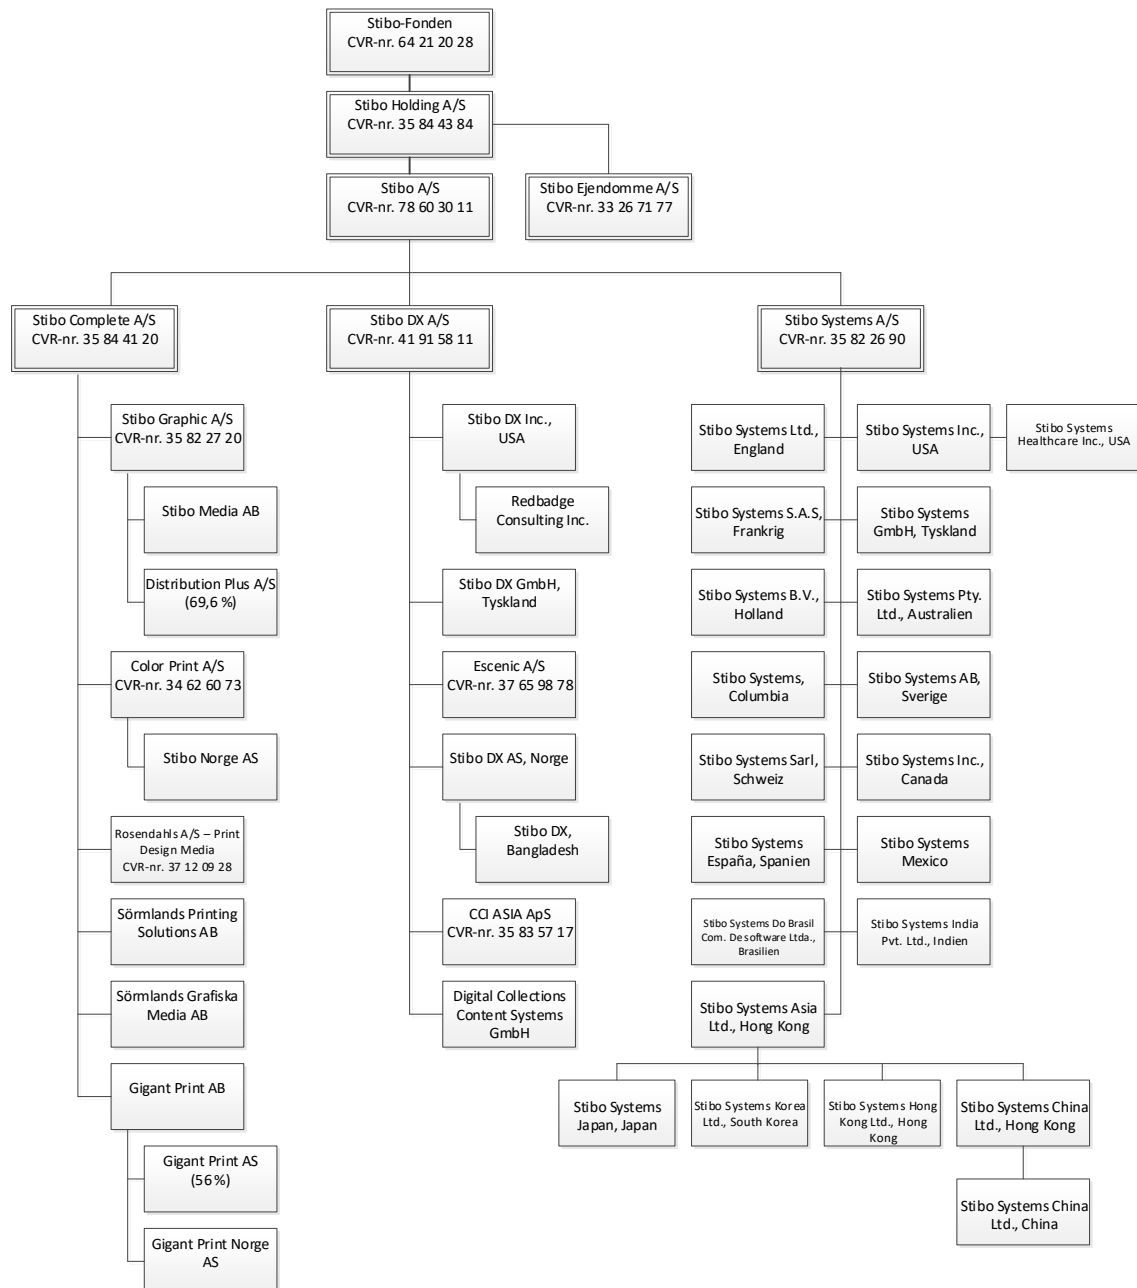 Stibo-Fonden
CVR-nr. 64 21 20 28
Stibo Holding A/S
CVR-nr. 35 84 43 84
Stibo A/S
CVR-nr. 78 60 30 11
Stibo Ejendomme A/S
CVR-nr. 33 26 71 77
Stibo Complete A/S
CVR-nr. 35 84 41 20
Stibo DX A/S
CVR-nr. 41 91 58 11
Stibo Systems A/S
CVR-nr. 35 82 26 90
Stibo Graphic A/S
CVR-nr. 35 82 27 20
Stibo Media AB
Distribution Plus A/S
(69,6 %)
Color Print A/S
CVR-nr. 34 62 60 73
Stibo Norge AS
Rosendahls A/S – Print
Design Media
CVR-nr. 37 12 09 28
Sörmlands Printing
Solutions AB
Sörmlands Grafiska
Media AB
Gigant Print AB
Gigant Print AS
(56 %)
Gigant Print Norge
AS
Stibo DX Inc.,
USA
Redbadge
Consulting Inc.
Stibo DX GmbH,
Tyskland
Escenic A/S
CVR-nr. 37 65 98 78
Stibo DX AS, Norge
Stibo DX,
Bangladesh
CCI ASIA ApS
CVR-nr. 35 83 57 17
Digital Collections
Content Systems
GmbH
Stibo Systems Ltd.,
England
Stibo Systems Inc.,
USA
Stibo Systems
Healthcare Inc., USA
Stibo Systems S.A.S,
Frankrig
Stibo Systems
GmbH, Tyskland
Stibo Systems B.V.,
Holland
Stibo Systems Pty.
Ltd., Australien
Stibo Systems,
Columbia
Stibo Systems AB,
Sverige
Stibo Systems Sarl,
Schweiz
Stibo Systems Inc.,
Canada
Stibo Systems
España, Spanien
Stibo Systems
Mexico
Stibo Systems Do Brasil
Com. De software Ltda.,
Brasilien
Stibo Systems India
Pvt. Ltd., Indien
Stibo Systems Asia
Ltd., Hong Kong
Stibo Systems
Japan, Japan
Stibo Systems Korea
Ltd., South Korea
Stibo Systems Hong
Kong Ltd., Hong
Kong
Stibo Systems China
Ltd., Hong Kong
Stibo Systems China
Ltd., China